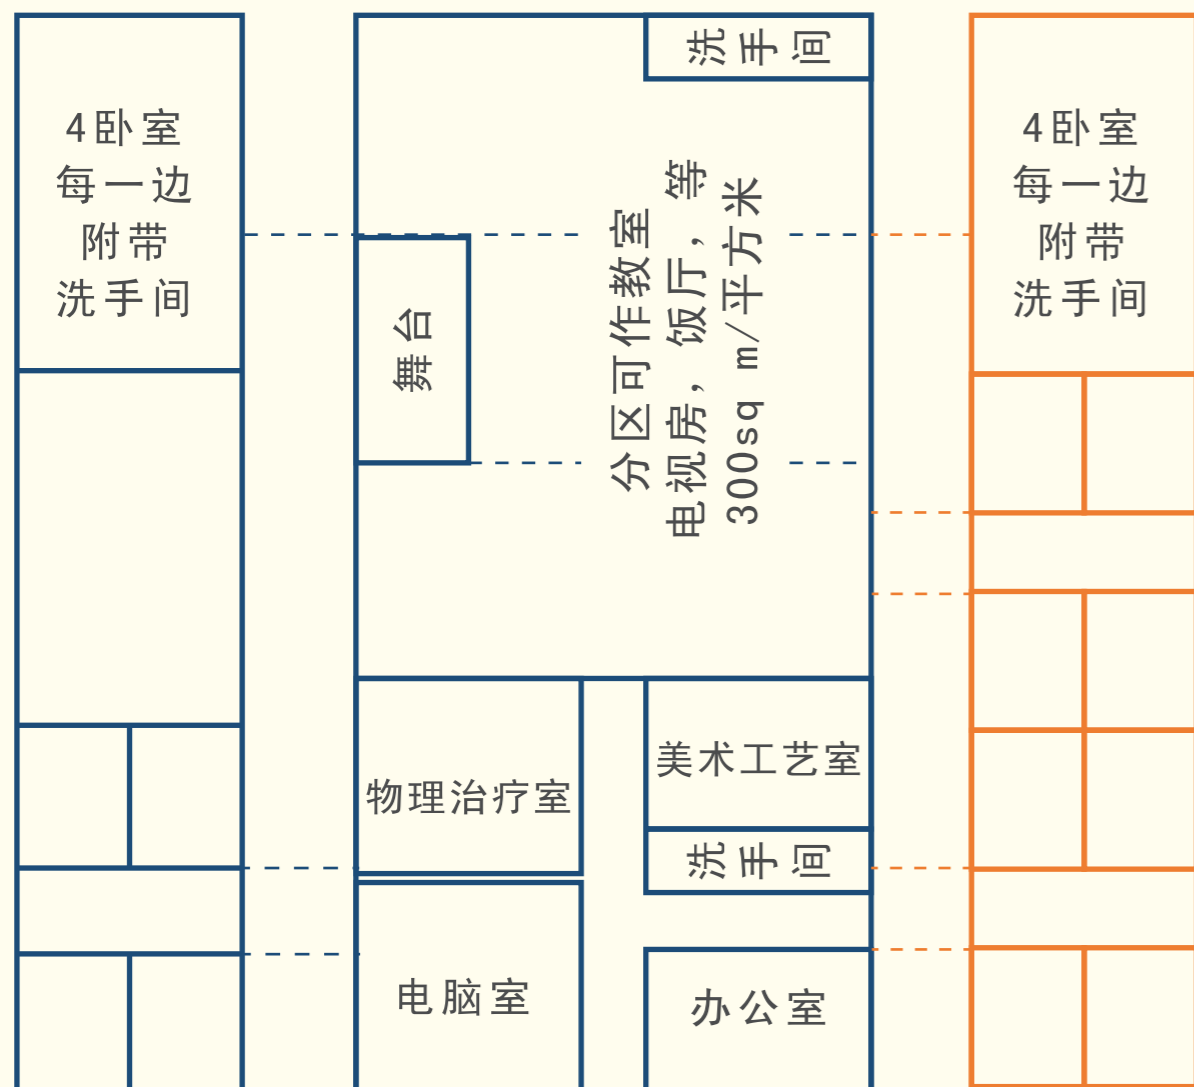 洗手间
4卧室
每一边
附带
洗手间
分区可作教室
电视房，饭厅，等
300sq m/平方米
舞台
4卧室
每一边
附带
洗手间
物理治疗室
美术工艺室
洗手间
电脑室
办公室